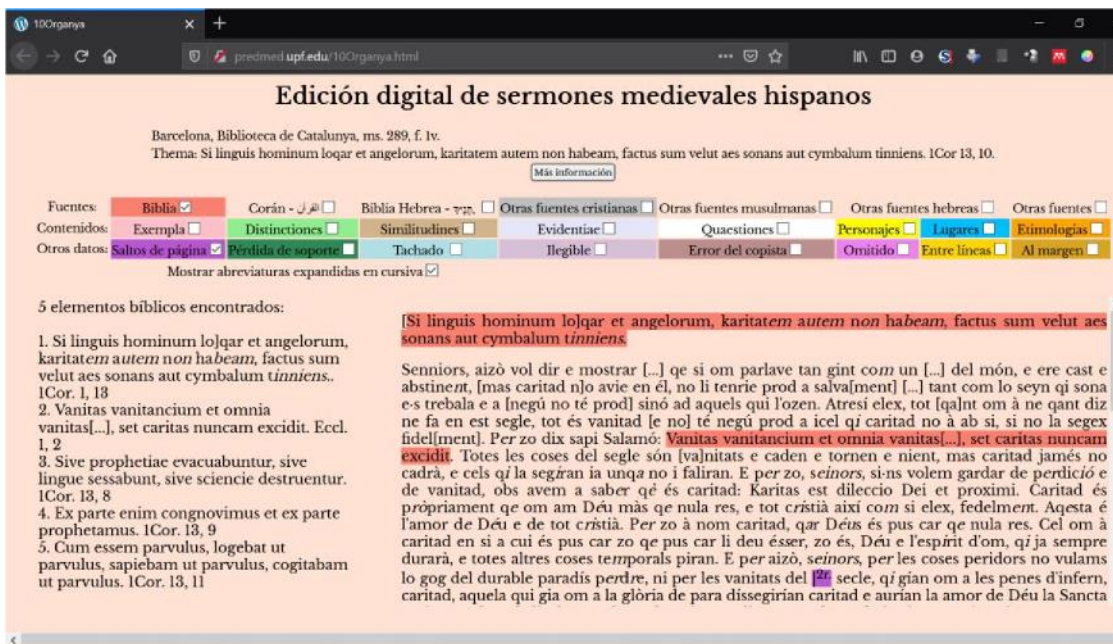 10Organya
predmed.upf.edu/10Organya.html
Edición digital de sermones medievales hispanos
Barcelona, Biblioteca de Catalunya, ms. 289, f. 1v.
Thema: Si linguis hominum loqar et angelorum, karitatem autem non habeam, factus sum velut aes sonans aut cymbalum tinniens. 1Cor 13, 10.
Más información
Fuentes: Biblia Corán - القرآن Biblia Hebrea - Otras fuentes cristianas Otras fuentes musulmanas Otras fuentes hebreas Otras fuentes
Contenidos: Exempla Distinctiones Similitudines Evidentiae Quaestiones Personajes Lugares Etimologías
Otros datos: Saltos de página Pérdida de soporte Tachado Ilegible Error del copista Omitido Entre líneas Al margen
Mostrar abreviaturas expandidas en cursiva
5 elementos bíblicos encontrados:
1. Si linguis hominum lo]qar et angelorum,
karitatem autem non habeam, factus sum
velut aes sonans aut cymbalum tinniens..
1Cor. 1, 13
2. Vanitas vanitancium et omnia
vanitas[...], set caritas nuncam excidit. Eccl.
1, 2
3. Sive prophetiae evacuabuntur, sive
lingue sessabunt, sive sciencie destruentur.
1Cor. 13, 8
4. Ex parte enim congnovimus et ex parte
prophetamus. 1Cor. 13, 9
5. Cum essem parvulus, logebat ut
parvulus, sapiebam ut parvulus, cogitabam
ut parvulus. 1Cor. 13, 11
[Si linguis hominum lo]qar et angelorum, karitatem autem non habeam, factus sum velut aes
sonans aut cymbalum tinniens.
Senniors, aizò vol dir e mostrar [...] qe si om parlave tan gint com un [...] del món, e ere cast e
abstinent, [mas caritad n]o avie en él, no li tenrie prod a salva[ment] [...] tant com lo seyn qi sona
e·s trebala e a [negú no té prod] sinó ad aquels qui l'ozen. Atresí elex, tot [qa]nt om à ne qant diz
ne fa en est segle, tot és vanitad [e no] té negú prod a icel qi caritad no à ab si, si no la segex
fidel[ment]. Per zo dix sapi Salamó: Vanitas vanitancium et omnia vanitas[...], set caritas nuncam
excidit. Totes les coses del segle són [va]nitats e caden e tornen e nient, mas caritad jamés no
cadrà, e cels qi la segiran ia unqa no i faliran. E per zo, seinors, si·ns volem gardar de perdició e
de vanitad, obs avem a saber qè és caritad: Karitas est dileccio Dei et proximi. Caritad és
pròpriament qe om am Déu màs qe nula res, e tot cristià així com si elex, fedelment. Aqesta é
l'amor de Déu e de tot cristià. Per zo à nom caritad, qar Déus és pus car qe nula res. Cel om à
caritad en si a cui és pus car zo qe pus car li deu ésser, zo és, Déu e l'espirit d'om, qi ja sempre
durarà, e totes altres coses temporals piran. E per aizò, seinors, per les coses peridors no vulams
lo gog del durable paradís perdre, ni per les vanitats del |2r. secle, qi gían om a les penes d'infern,
caritad, aquela qui gia om a la glòria de para dissegirían caritad e aurían la amor de Déu la Sancta